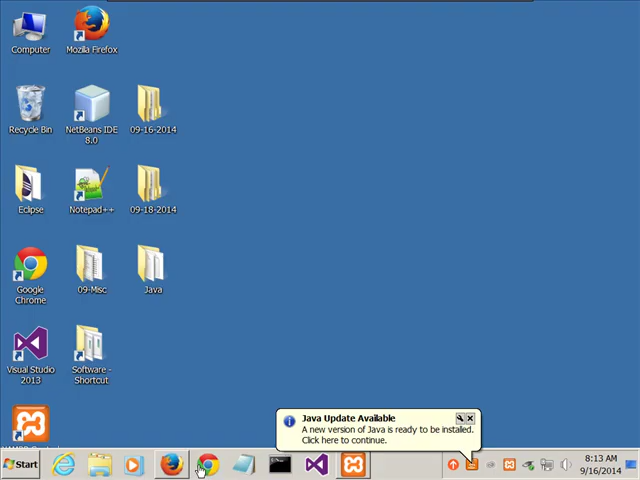 Computer
Mozilla Firefox
Recycle Bin
NetBeans IDE
8.0
09-16-2014
Eclipse
Notepad++
09-18-2014
Google
Chrome
09-Misc
Java
Visual Studio
2013
Software -
Shortcut
Java Update Available
A new version of Java is ready to be installed.
Click here to continue.
Start
8:13 AM
9/16/2014